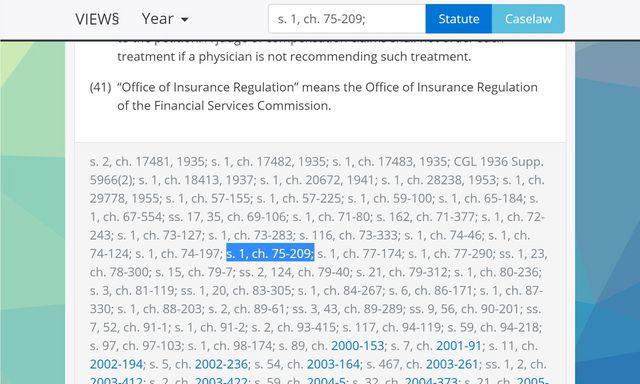 VIEW§ Year s. 1, ch. 75-209; Statute Caselaw
treatment if a physician is not recommending such treatment.
(41) “Office of Insurance Regulation” means the Office of Insurance Regulation
of the Financial Services Commission.
s. 2, ch. 17481, 1935; s. 1, ch. 17482, 1935; s. 1, ch. 17483, 1935; CGL 1936 Supp.
5966(2); s. 1, ch. 18413, 1937; s. 1, ch. 20672, 1941; s. 1, ch. 28238, 1953; s. 1, ch.
29778, 1955; s. 1, ch. 57-155; s. 1, ch. 57-225; s. 1, ch. 59-100; s. 1, ch. 65-184; s.
1, ch. 67-554; ss. 17, 35, ch. 69-106; s. 1, ch. 71-80; s. 162, ch. 71-377; s. 1, ch. 72-
243; s. 1, ch. 73-127; s. 1, ch. 73-283; s. 116, ch. 73-333; s. 1, ch. 74-46; s. 1, ch.
74-124; s. 1, ch. 74-197; s. 1, ch. 75-209; s. 1, ch. 77-174; s. 1, ch. 77-290; ss. 1, 23,
ch. 78-300; s. 15, ch. 79-7; ss. 2, 124, ch. 79-40; s. 21, ch. 79-312; s. 1, ch. 80-236;
s. 3, ch. 81-119; ss. 1, 20, ch. 83-305; s. 1, ch. 84-267; s. 6, ch. 86-171; s. 1, ch. 87-
330; s. 1, ch. 88-203; s. 2, ch. 89-61; ss. 3, 43, ch. 89-289; ss. 9, 56, ch. 90-201; ss.
7, 52, ch. 91-1; s. 1, ch. 91-2; s. 2, ch. 93-415; s. 117, ch. 94-119; s. 59, ch. 94-218;
s. 97, ch. 97-103; s. 1, ch. 98-174; s. 89, ch. 2000-153; s. 7, ch. 2001-91; s. 11, ch.
2002-194; s. 5, ch. 2002-236; s. 54, ch. 2003-164; s. 467, ch. 2003-261; ss. 1, 2, ch.
2003-412; s. 2, ch. 2003-422; s. 59, ch. 2004-5; s. 32, ch. 2004-373; s. 21, ch. 2005